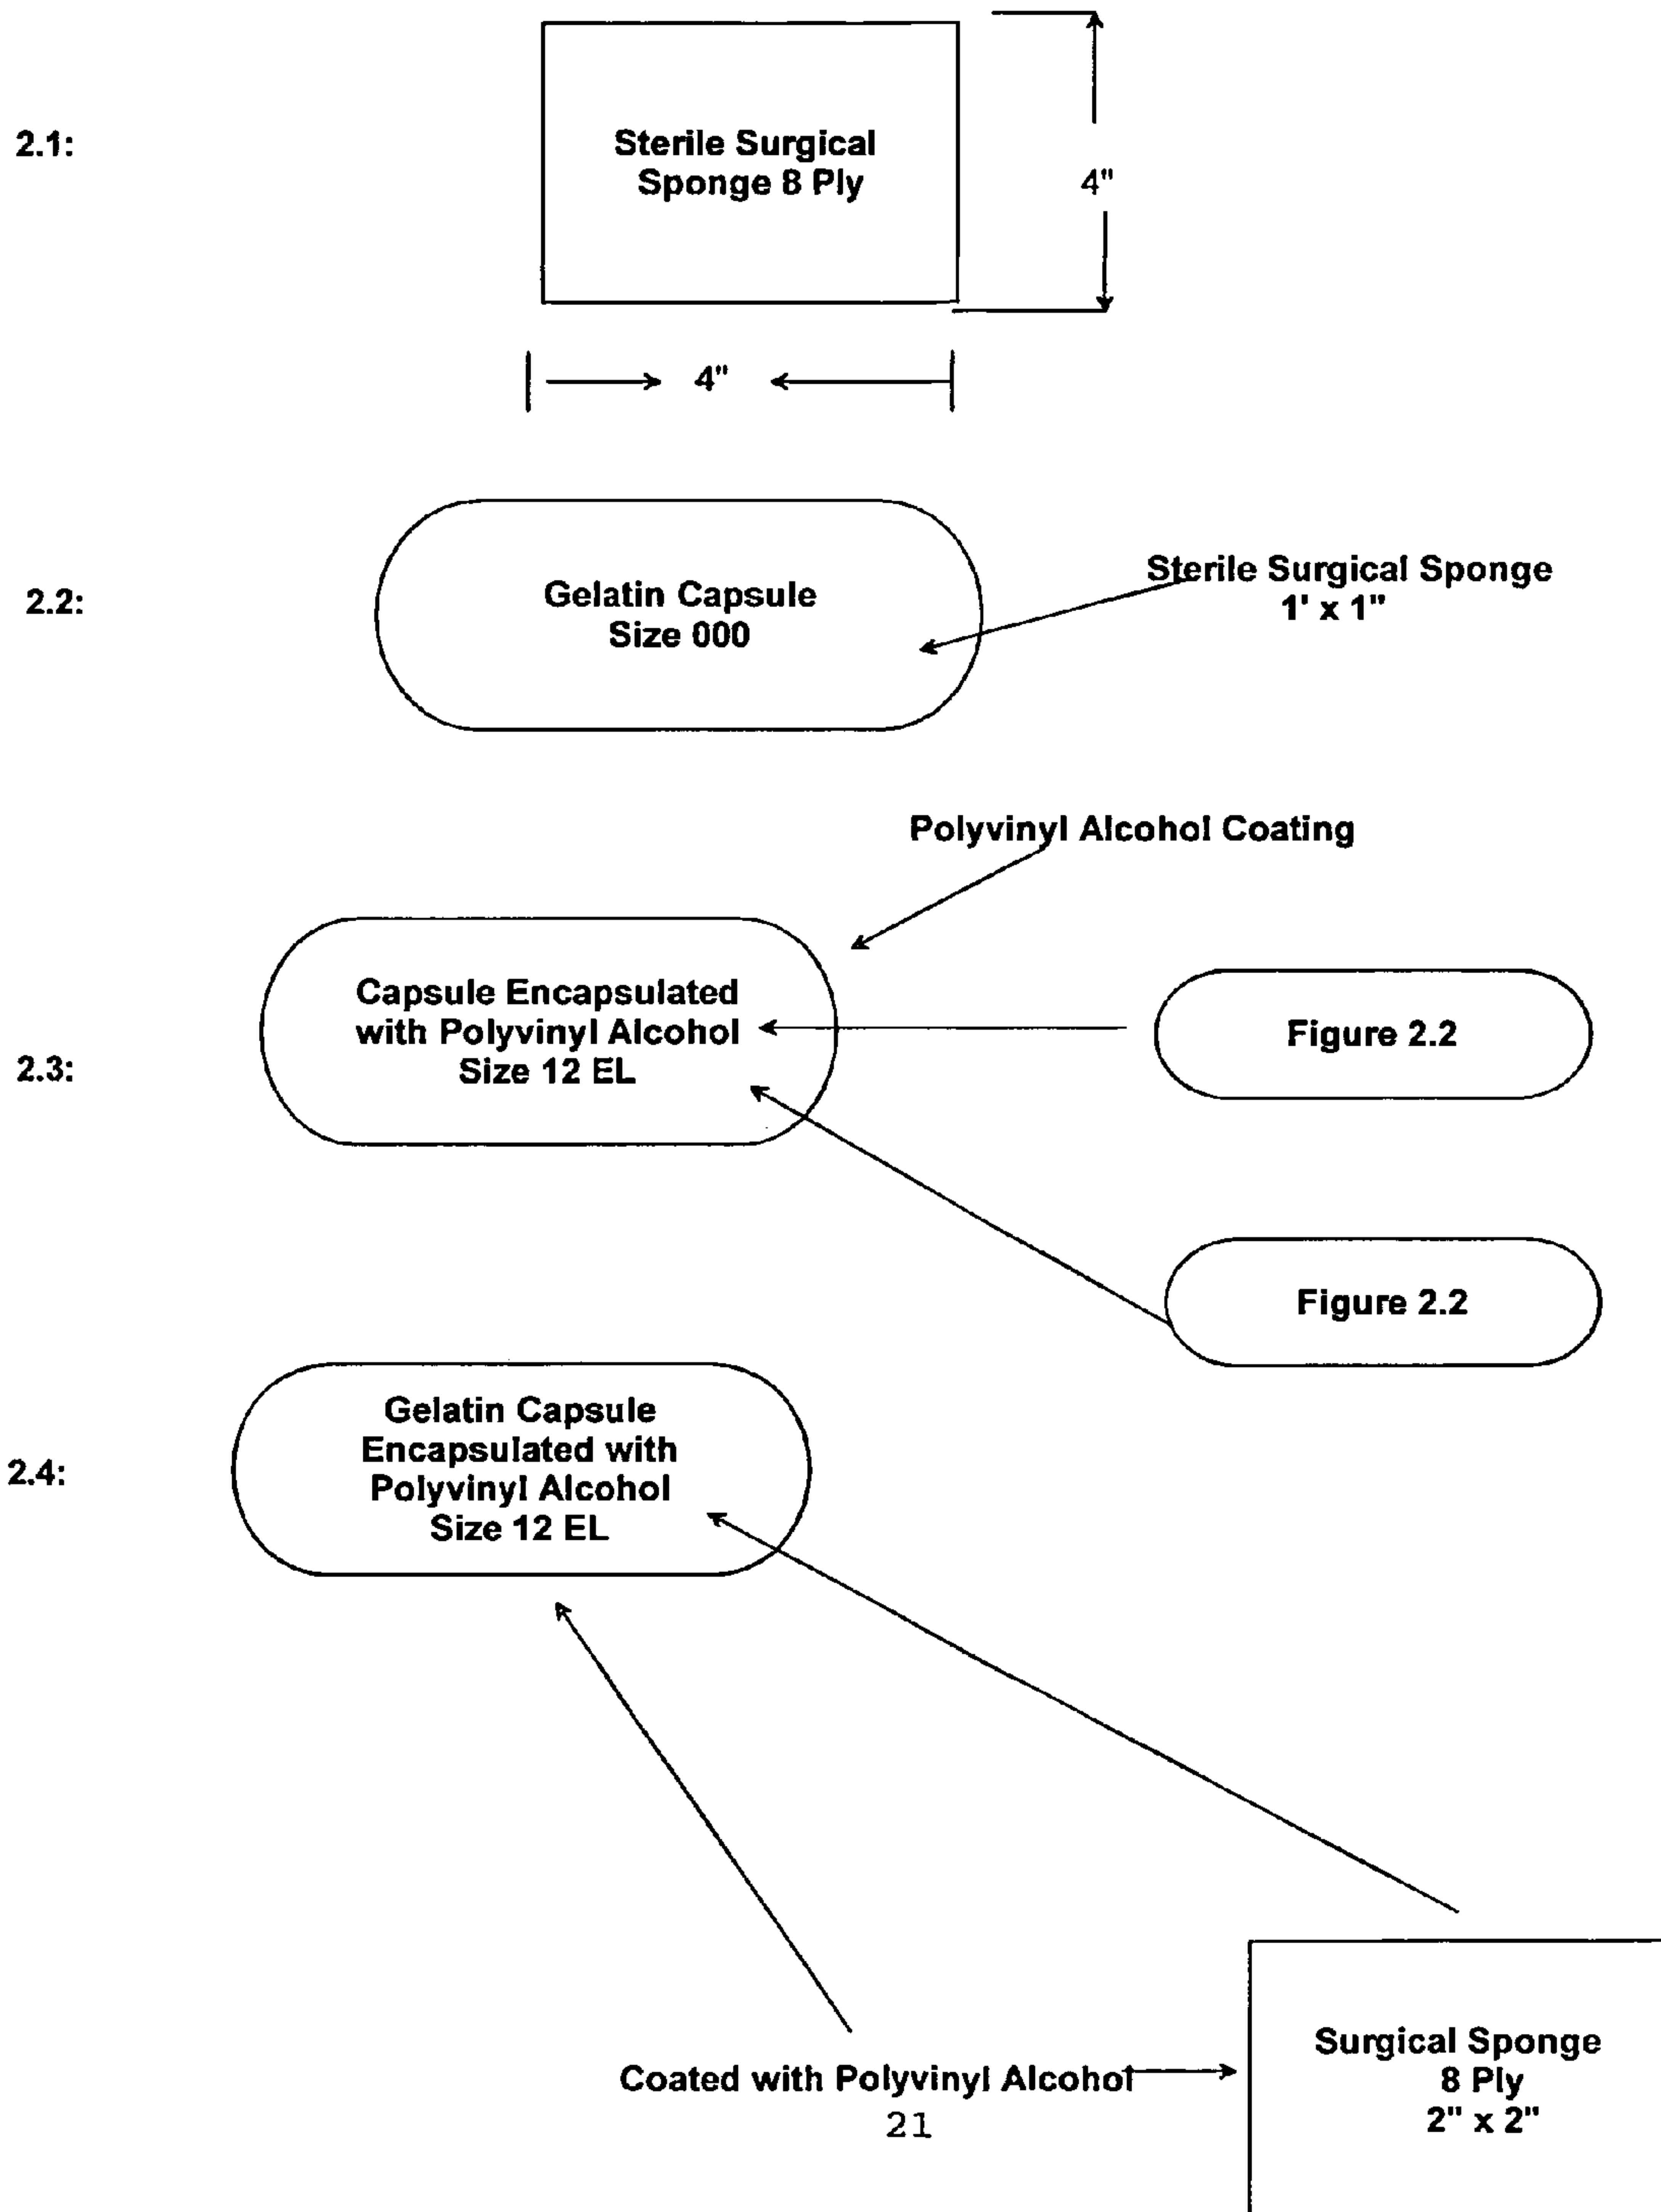 2.1:
Sterile Surgical
Sponge 8 Ply
4"
4"
2.2:
Gelatin Capsule
Size 000
Sterile Surgical Sponge
1' x 1"
Polyvinyl Alcohol Coating
2.3:
Capsule Encapsulated
with Polyvinyl Alcohol
Size 12 EL
Figure 2.2
Figure 2.2
2.4:
Gelatin Capsule
Encapsulated with
Polyvinyl Alcohol
Size 12 EL
Coated with Polyvinyl Alcohol
Surgical Sponge
8 Ply
2" x 2"
21